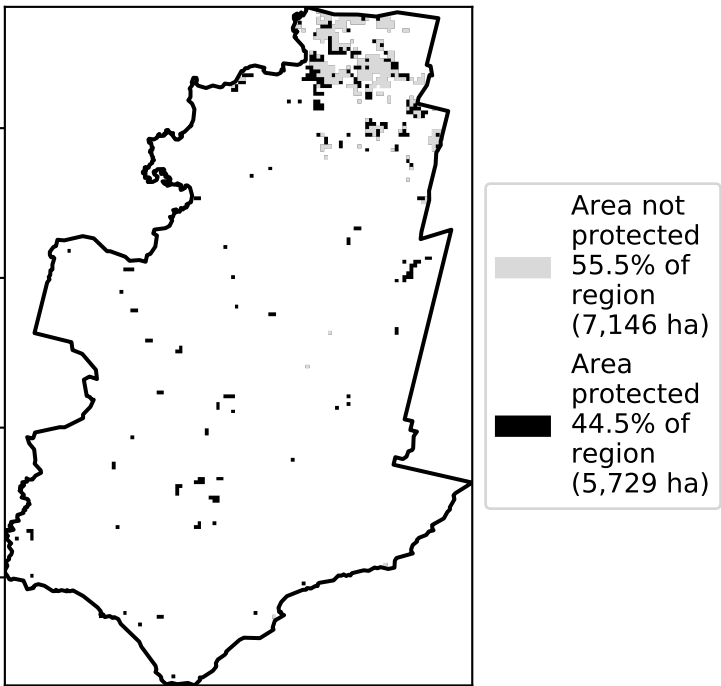 Area not
protected
55.5% of
region
(7,146 ha)
Area
protected
44.5% of
region
(5,729 ha)